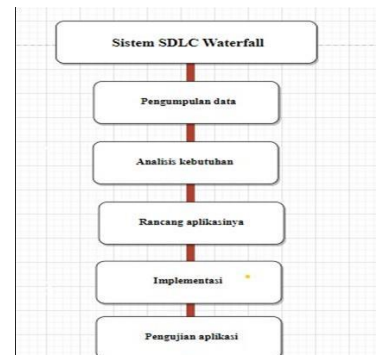 Sistem SDLC Waterfall
Pengumpulan data
Analisis kebutuhan
Rancang aplikasinya
Implementasi
Pengujian aplikasi